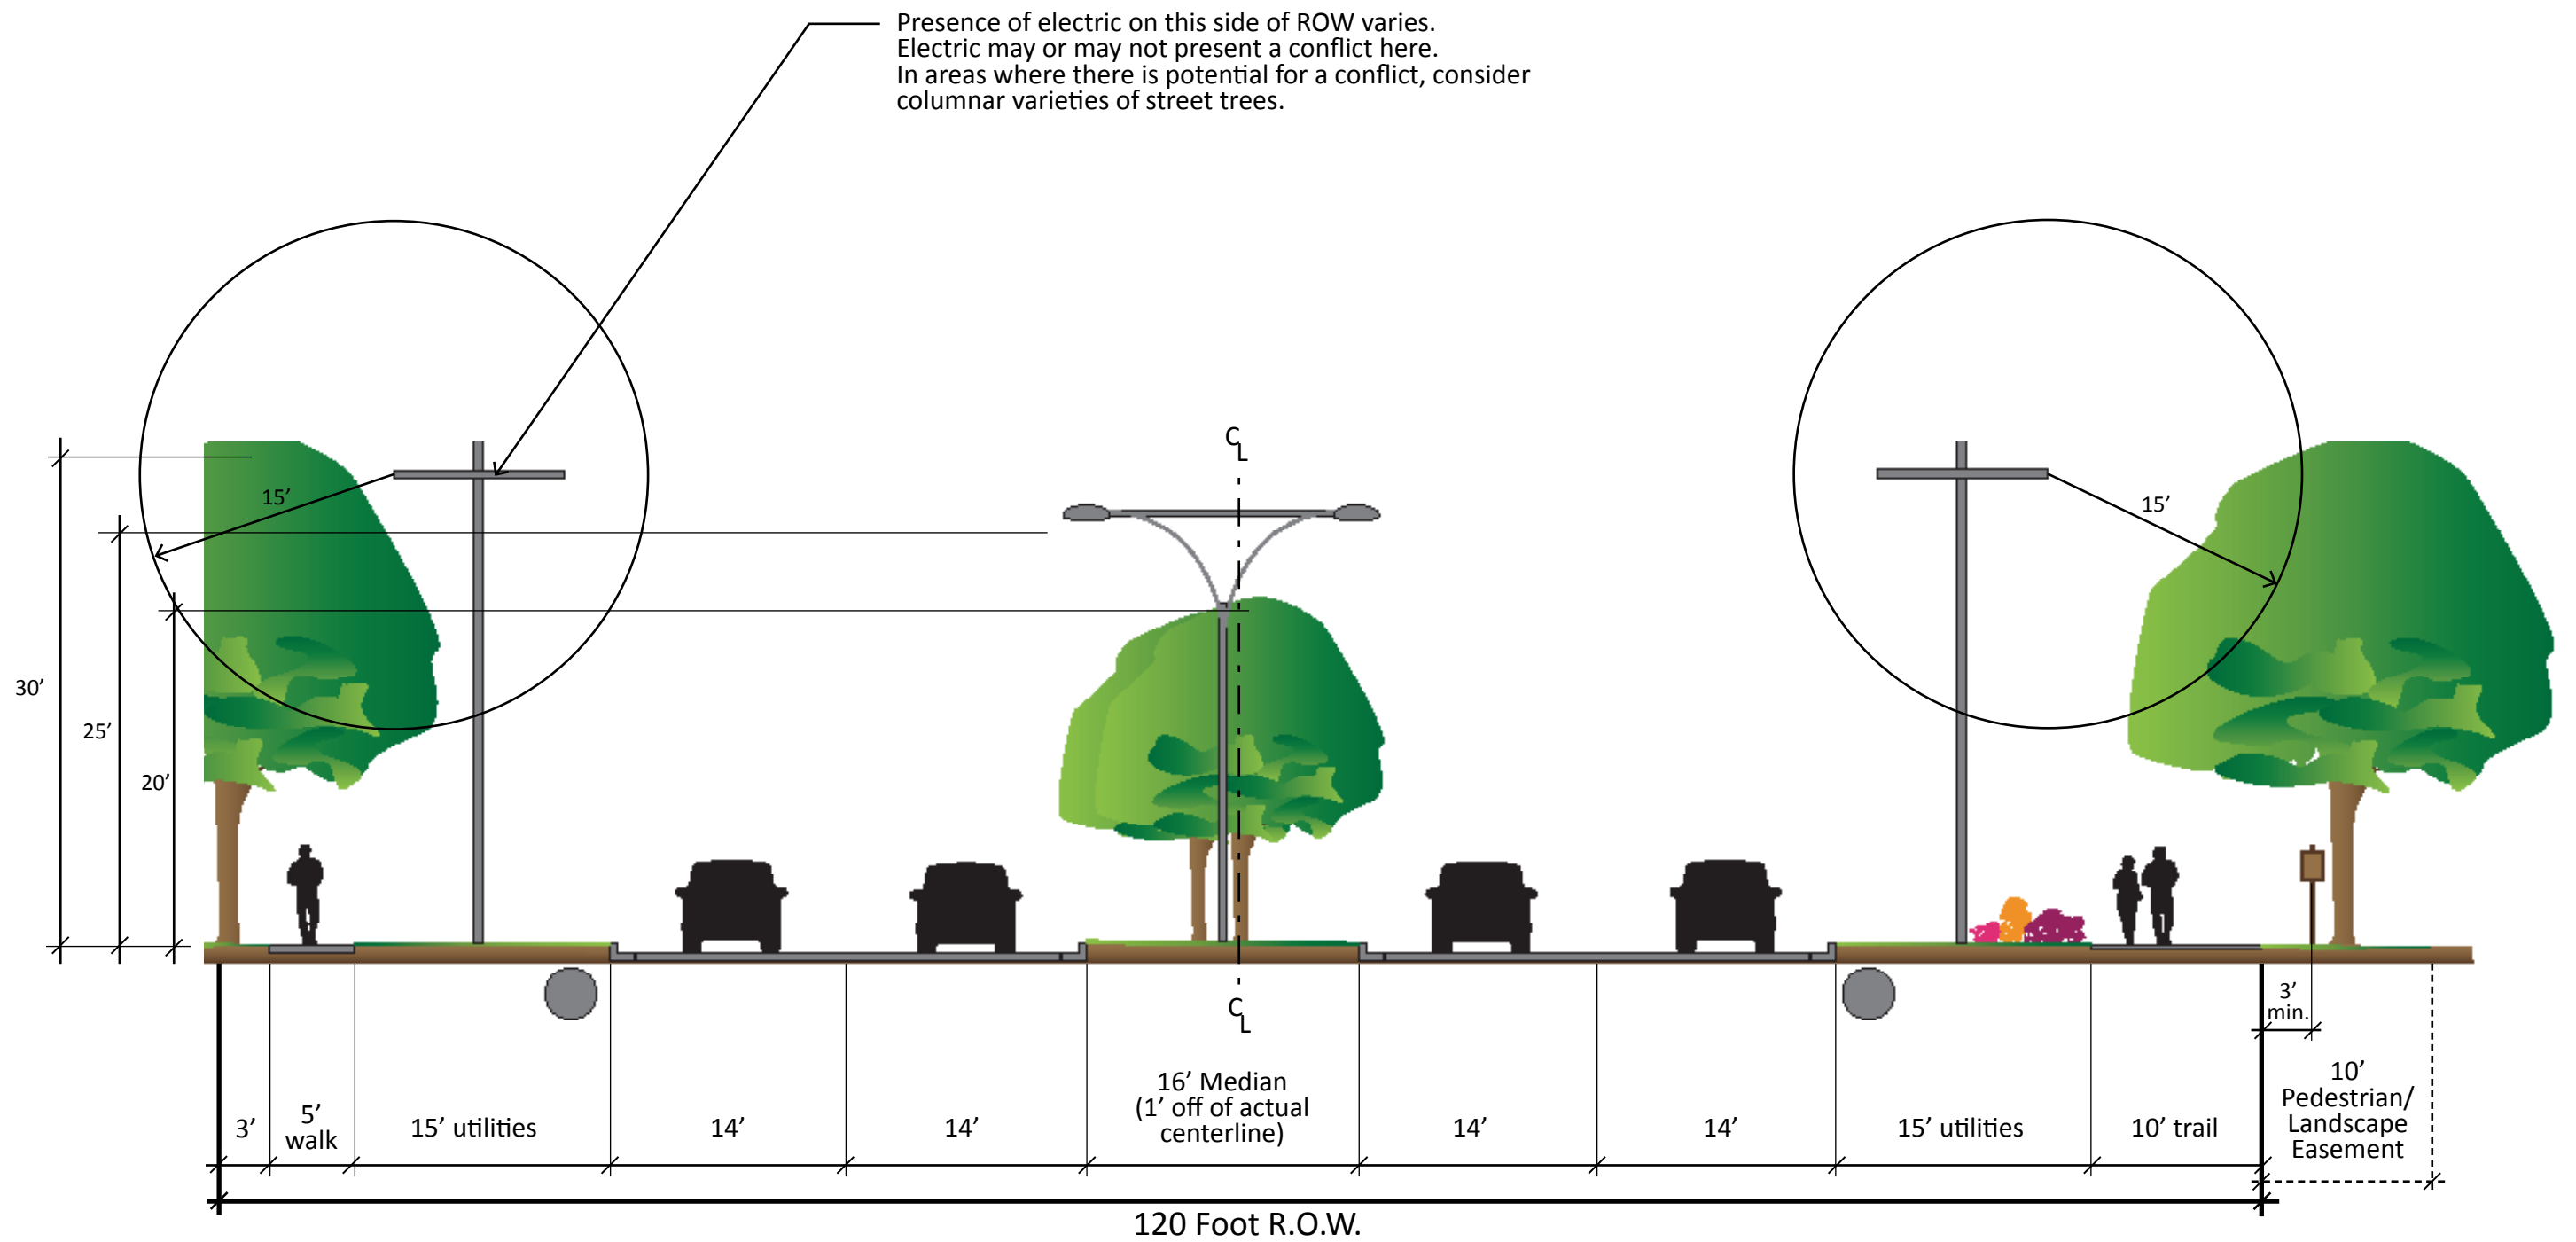 Presence of electric on this side of ROW varies.
Electric may or may not present a conflict here.
In areas where there is potential for a conflict, consider
columnar varieties of street trees.
CL
15’
15’
30’
25’
20’
CL
3’
min.
3’
5’
walk
15’ utilities
14’
14’
16’ Median
(1’ off of actual
centerline)
14’
14’
15’ utilities
10’ trail
10’
Pedestrian/
Landscape
Easement
120 Foot R.O.W.